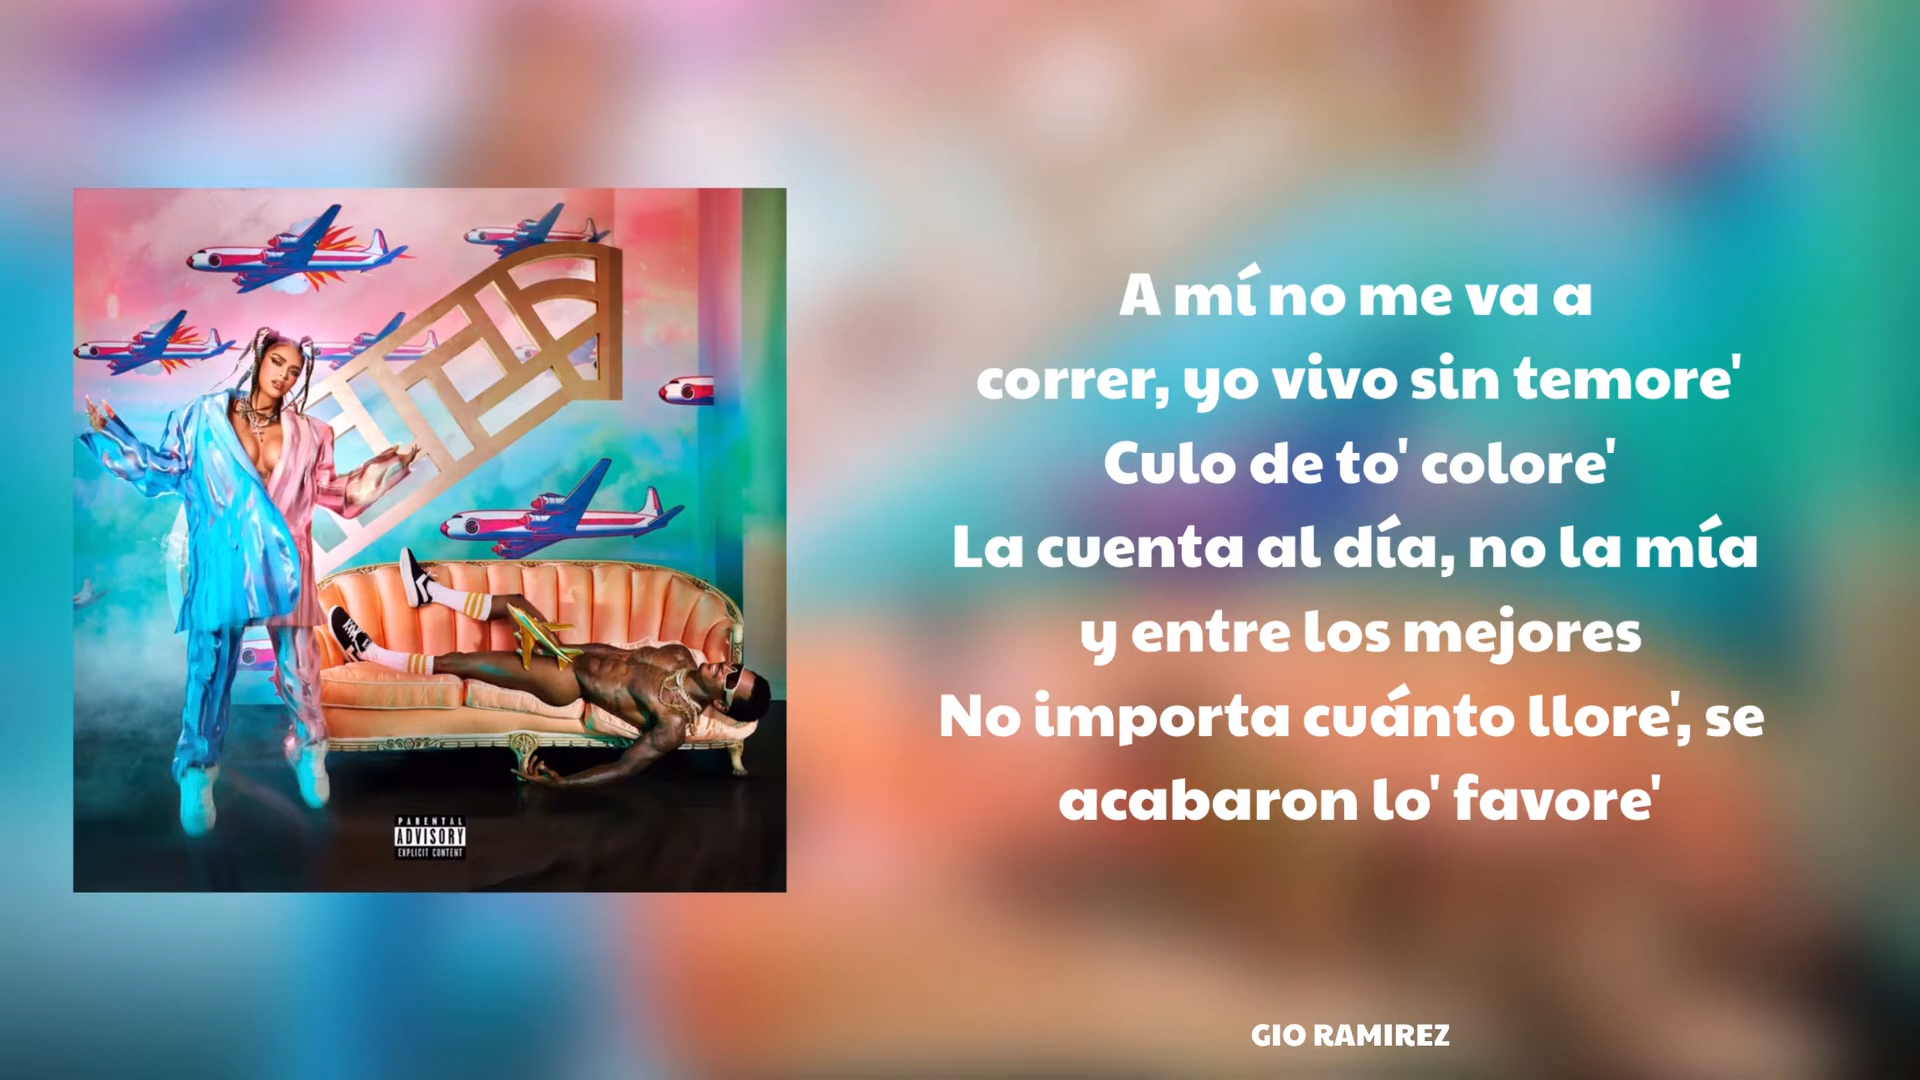 A mí no me va a
correr, yo vivo sin temore'
Culo de to' colore'
La cuenta al día, no la mía
y entre los mejores
No importa cuánto llore', se
acabaron lo' favore'
PARENTAL
ADVISORY
EXPLICIT CONTENT
GIO RAMIREZ